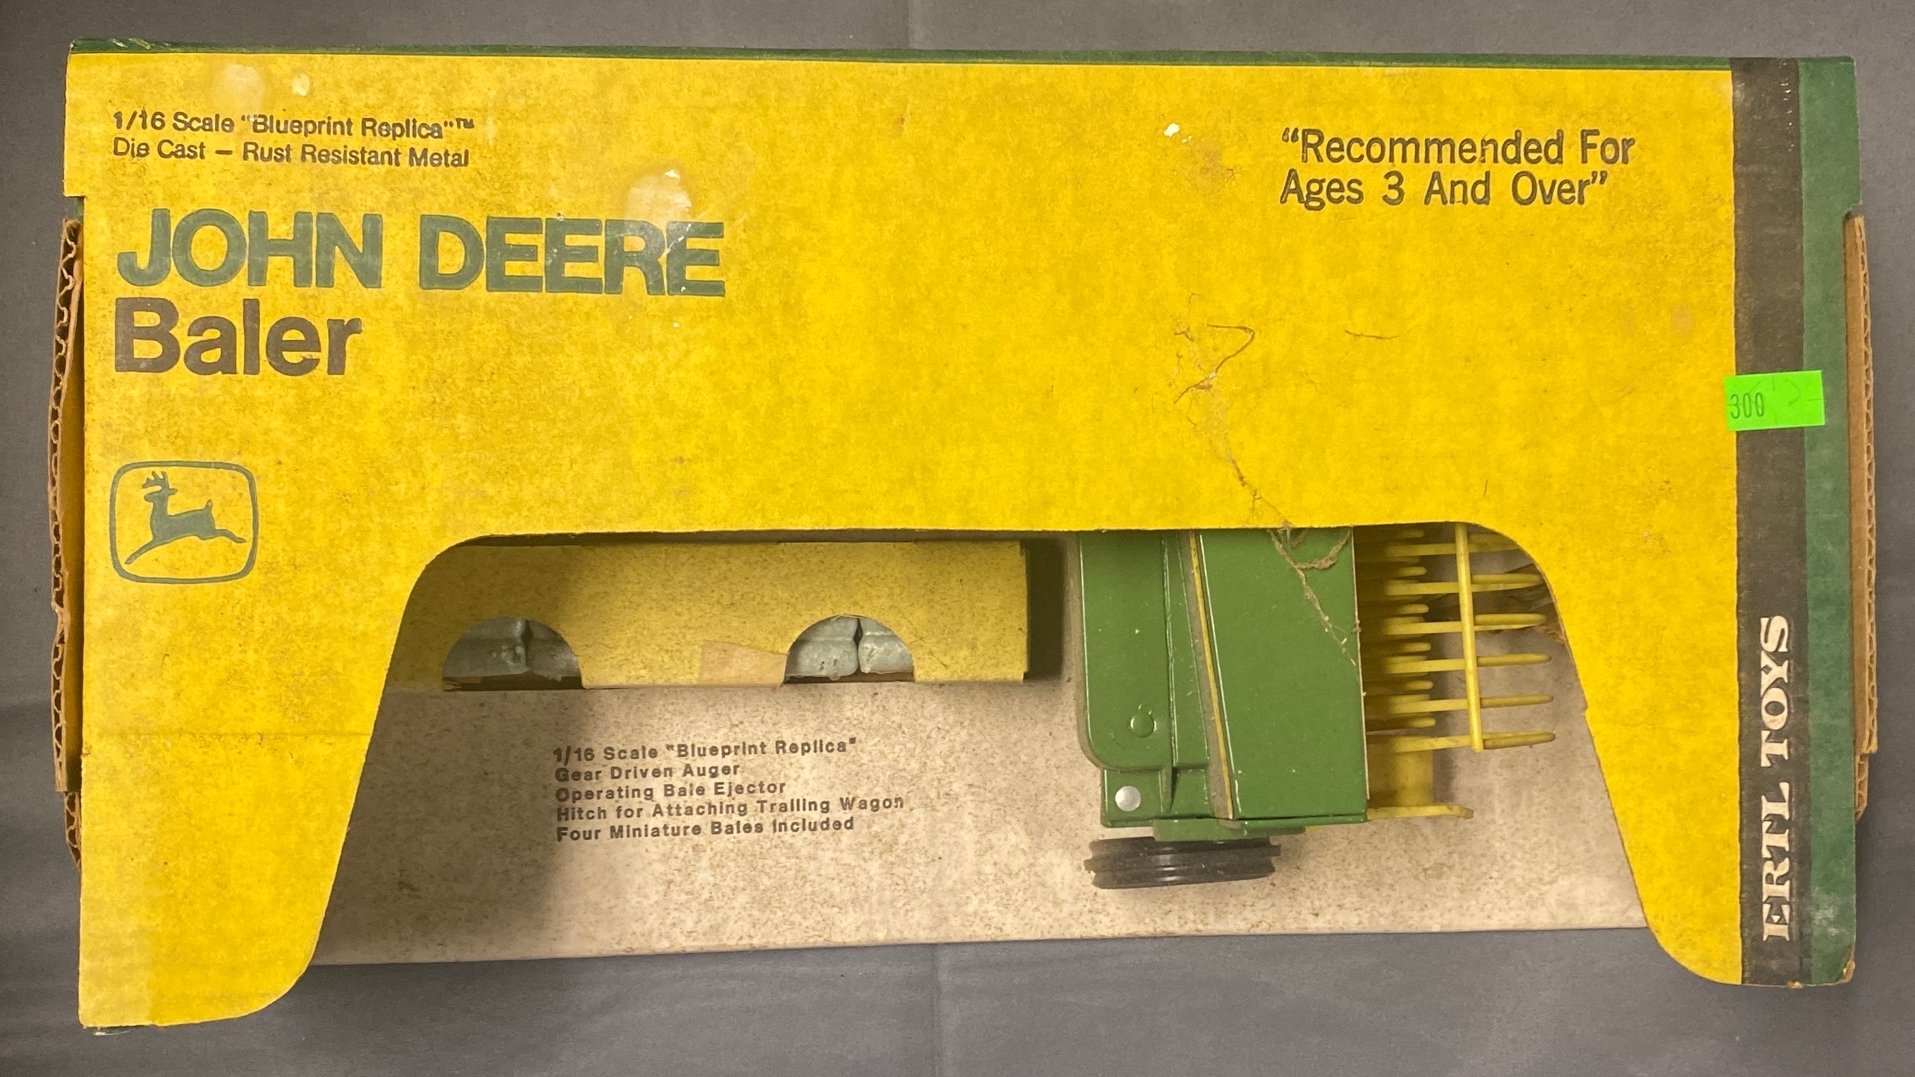 1/16 Scale "Blueprint Replica"™
Die Cast — Rust Resistant Metal
JOHN DEERE
Baler
"Recommended For
Ages 3 And Over"
300
ERTL TOYS
1/16 Scale "Blueprint Replica"
Gear Driven Auger
Operating Bale Ejector
Hitch for Attaching Trailing Wagon
Four Miniature Bales Included